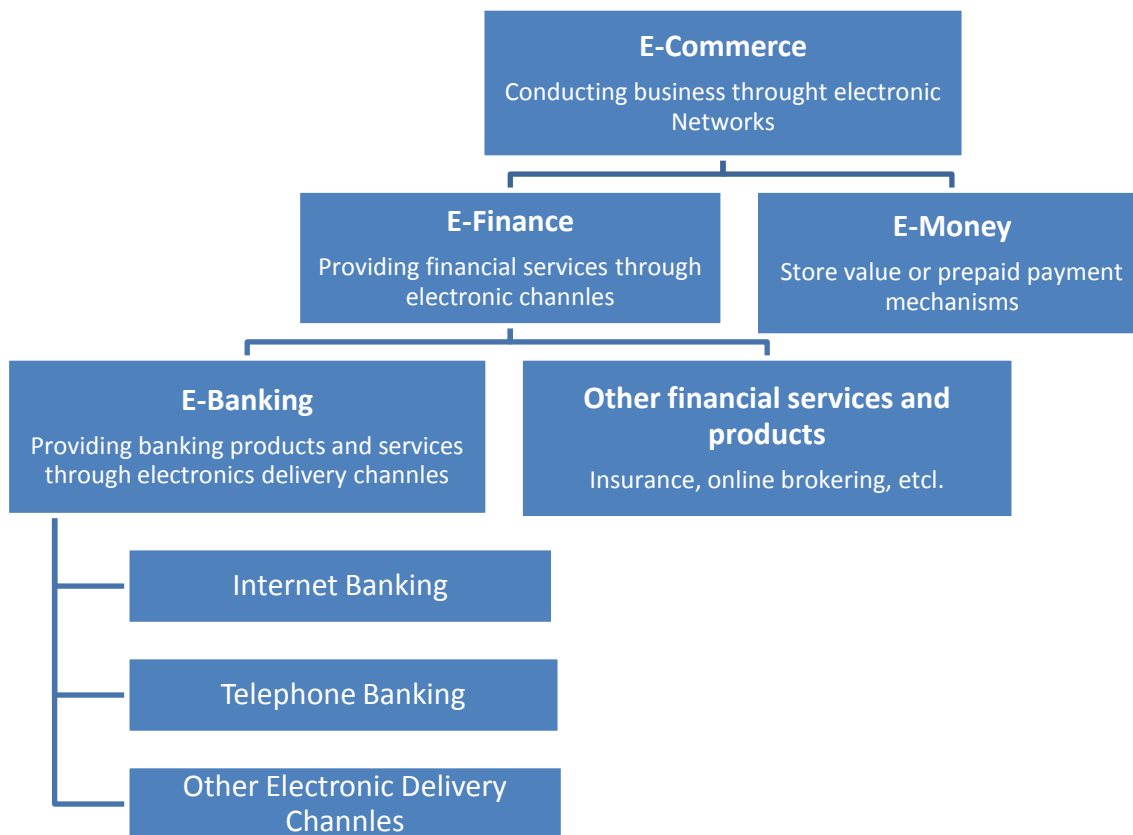 E-Commerce
Conducting business throught electronic
Networks
E-Finance
Providing financial services through
electronic channles
E-Money
Store value or prepaid payment
mechanisms
E-Banking
Providing banking products and services
through electronics delivery channles
Other financial services and
products
Insurance, online brokering, etcl.
Internet Banking
Telephone Banking
Other Electronic Delivery
Channles